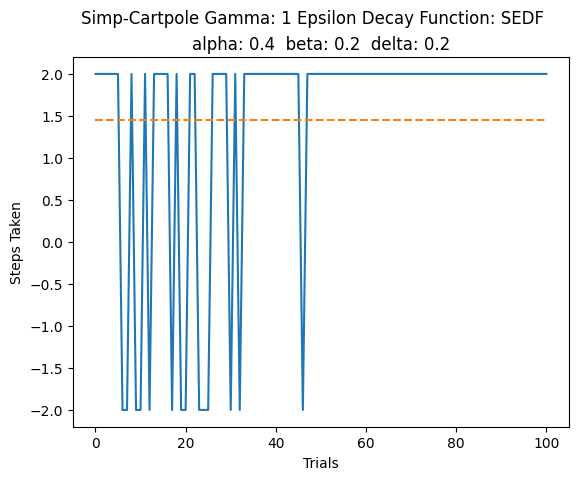 Simp-Cartpole Gamma: 1 Epsilon Decay Function: SEDF
alpha: 0.4  beta: 0.2  delta: 0.2
2.0
1.5
1.0
0.5
0.0
−0.5
−1.0
−1.5
−2.0
Steps Taken
0 20 40 60 80 100
Trials